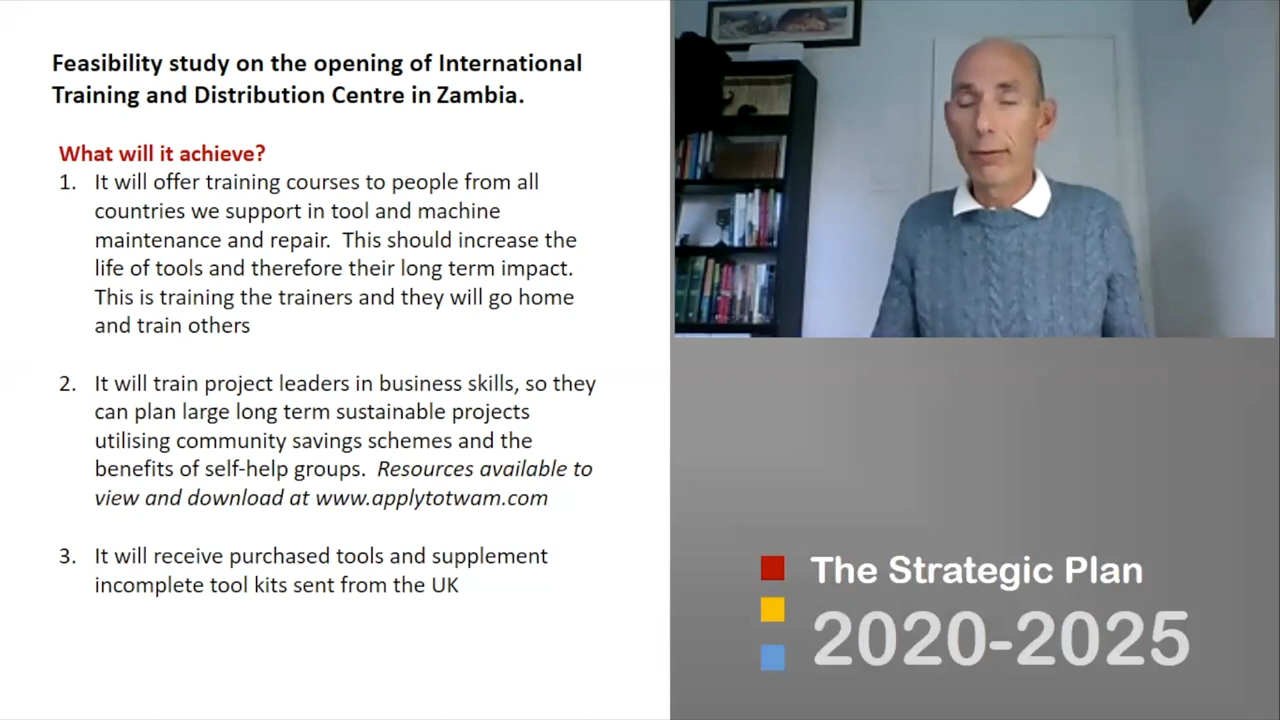 Feasibility study on the opening of International
Training and Distribution Centre in Zambia.
What will it achieve?
1. It will offer training courses to people from all
countries we support in tool and machine
maintenance and repair. This should increase the
life of tools and therefore their long term impact.
This is training the trainers and they will go home
and train others
2. It will train project leaders in business skills, so they
can plan large long term sustainable projects
utilising community savings schemes and the
benefits of self-help groups. Resources available to
view and download at www.applytotwam.com
3. It will receive purchased tools and supplement
incomplete tool kits sent from the UK
The Strategic Plan
2020-2025